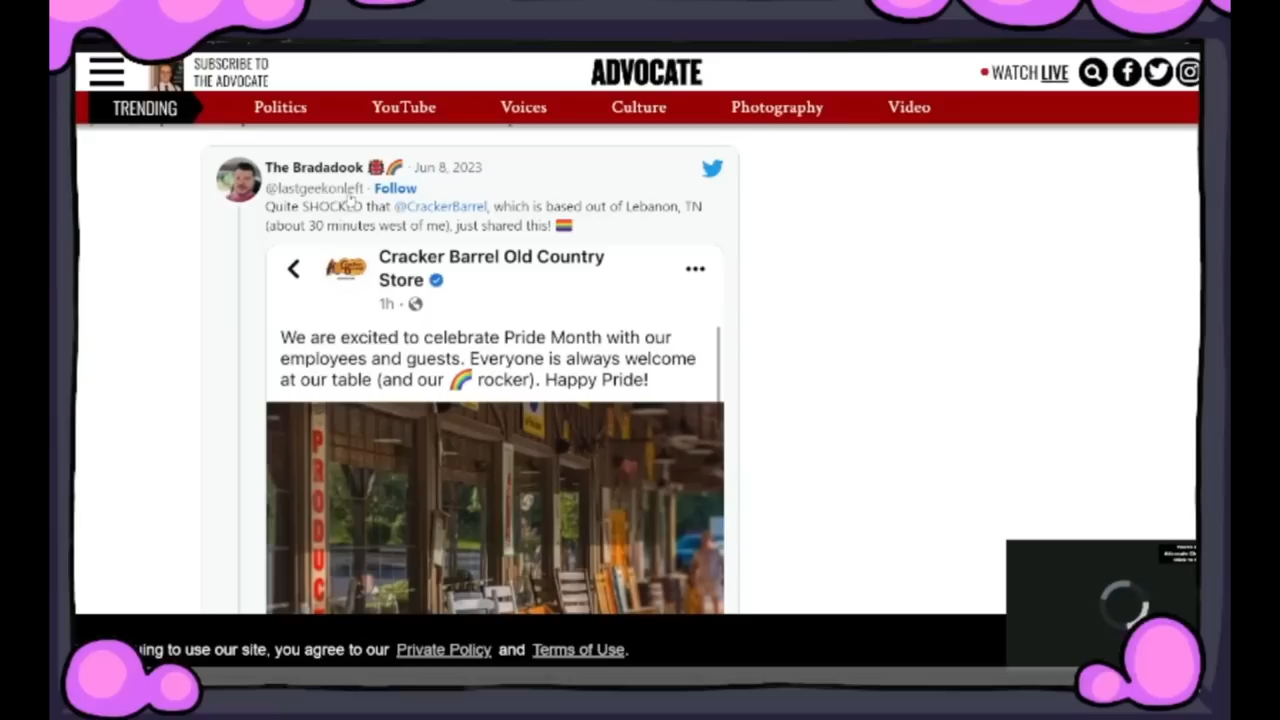 SUBSCRIBE TO
THE ADVOCATE
ADVOCATE
WATCH LIVE
TRENDING
Politics
YouTube
Voices
Culture
Photography
Video
The Bradadook · Jun 8, 2023
@lastgeekonleft · Follow
Quite SHOCKED that @CrackerBarrel, which is based out of Lebanon, TN
(about 30 minutes west of me), just shared this!
Cracker Barrel Old Country
Store
1h ·
We are excited to celebrate Pride Month with our
employees and guests. Everyone is always welcome
at our table (and our 🌈 rocker). Happy Pride!
PRODUC
uing to use our site, you agree to our Private Policy and Terms of Use.